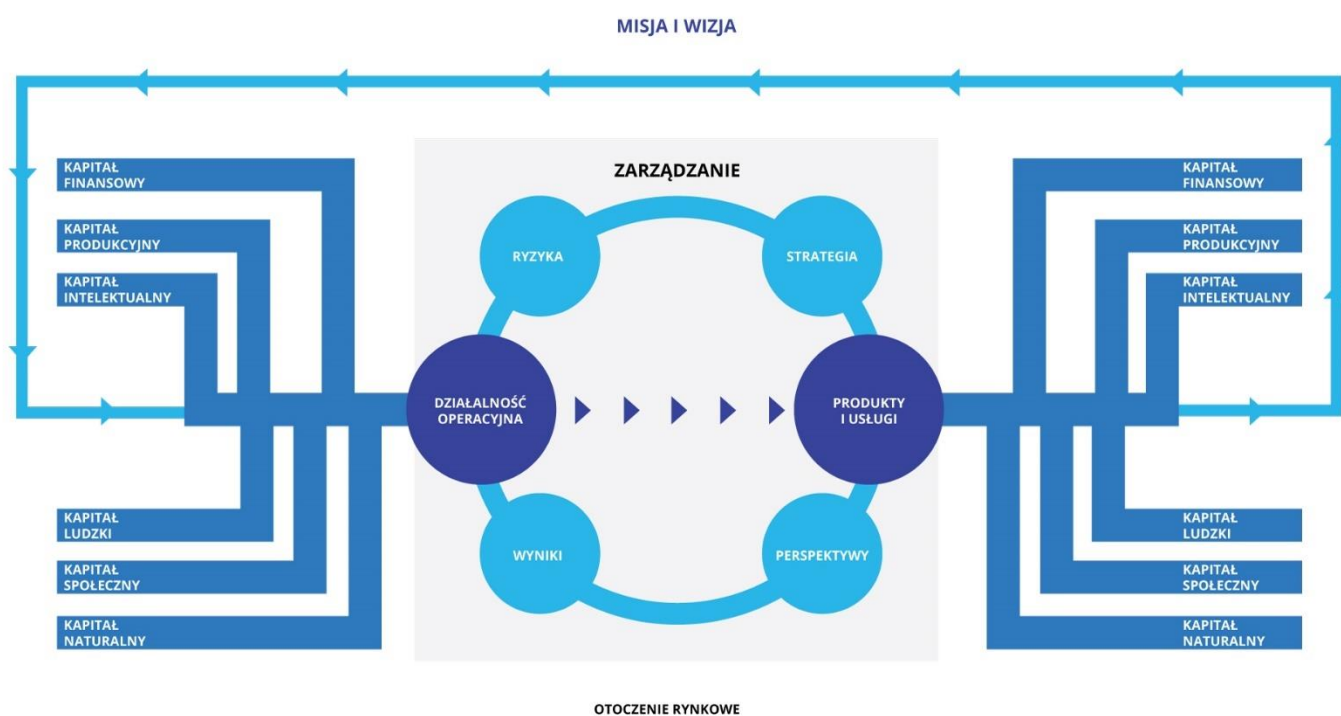 MISJA I WIZJA
KAPITAŁ
FINANSOWY
KAPITAŁ
PRODUKCYJNY
KAPITAŁ
INTELEKTUALNY
KAPITAŁ
LUDZKI
KAPITAŁ
SPOŁECZNY
KAPITAŁ
NATURALNY
ZARZĄDZANIE
RYZYKA
STRATEGIA
DZIAŁALNOŚĆ
OPERACYJNA
PRODUKTY
I USŁUGI
WYNIKI
PERSPEKTYWY
KAPITAŁ
FINANSOWY
KAPITAŁ
PRODUKCYJNY
KAPITAŁ
INTELEKTUALNY
KAPITAŁ
LUDZKI
KAPITAŁ
SPOŁECZNY
KAPITAŁ
NATURALNY
OTOCZENIE RYNKOWE